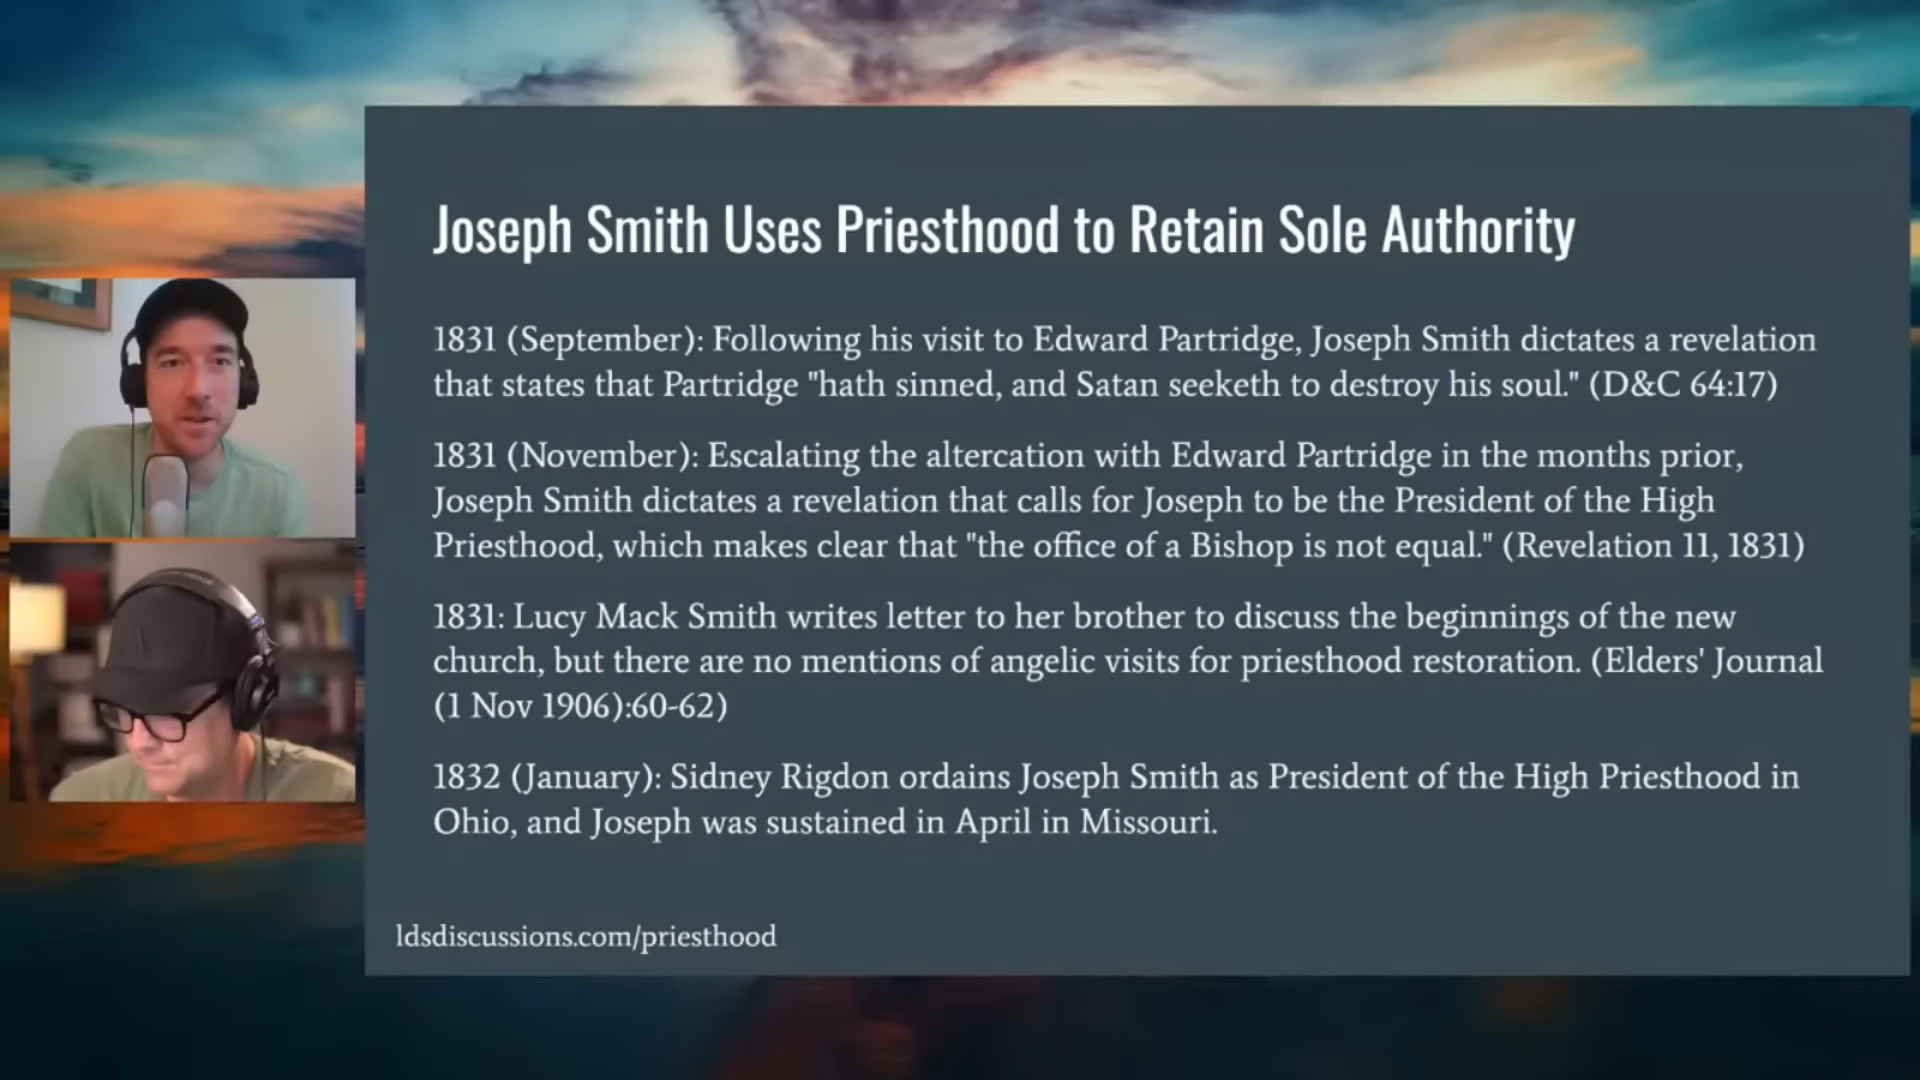 Joseph Smith Uses Priesthood to Retain Sole Authority
1831 (September): Following his visit to Edward Partridge, Joseph Smith dictates a revelation
that states that Partridge "hath sinned, and Satan seeketh to destroy his soul." (D&C 64:17)
1831 (November): Escalating the altercation with Edward Partridge in the months prior,
Joseph Smith dictates a revelation that calls for Joseph to be the President of the High
Priesthood, which makes clear that "the office of a Bishop is not equal." (Revelation 11, 1831)
1831: Lucy Mack Smith writes letter to her brother to discuss the beginnings of the new
church, but there are no mentions of angelic visits for priesthood restoration. (Elders' Journal
(1 Nov 1906):60-62)
1832 (January): Sidney Rigdon ordains Joseph Smith as President of the High Priesthood in
Ohio, and Joseph was sustained in April in Missouri.
ldsdiscussions.com/priesthood